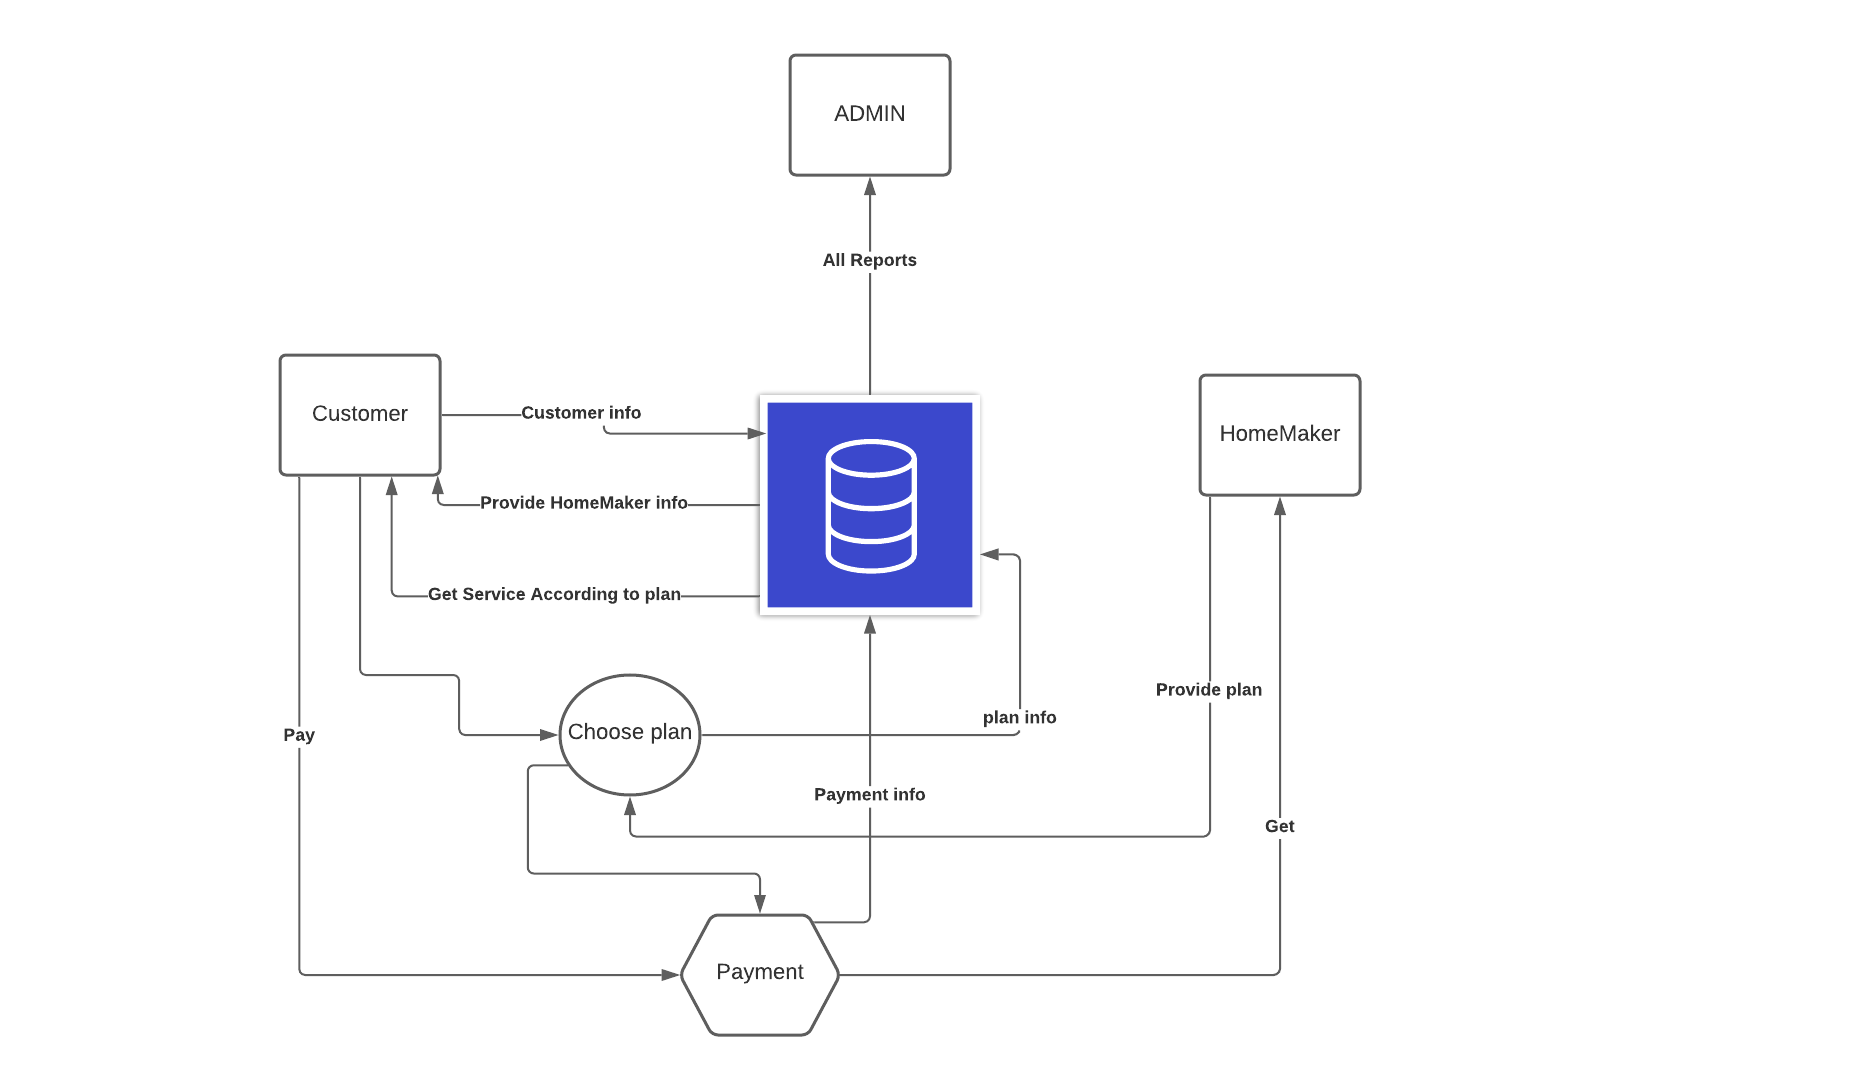 ADMIN
All Reports
Customer
Customer info
HomeMaker
Provide HomeMaker info
Get Service According to plan
Provide plan
plan info
Choose plan
Pay
Payment info
Get
Payment